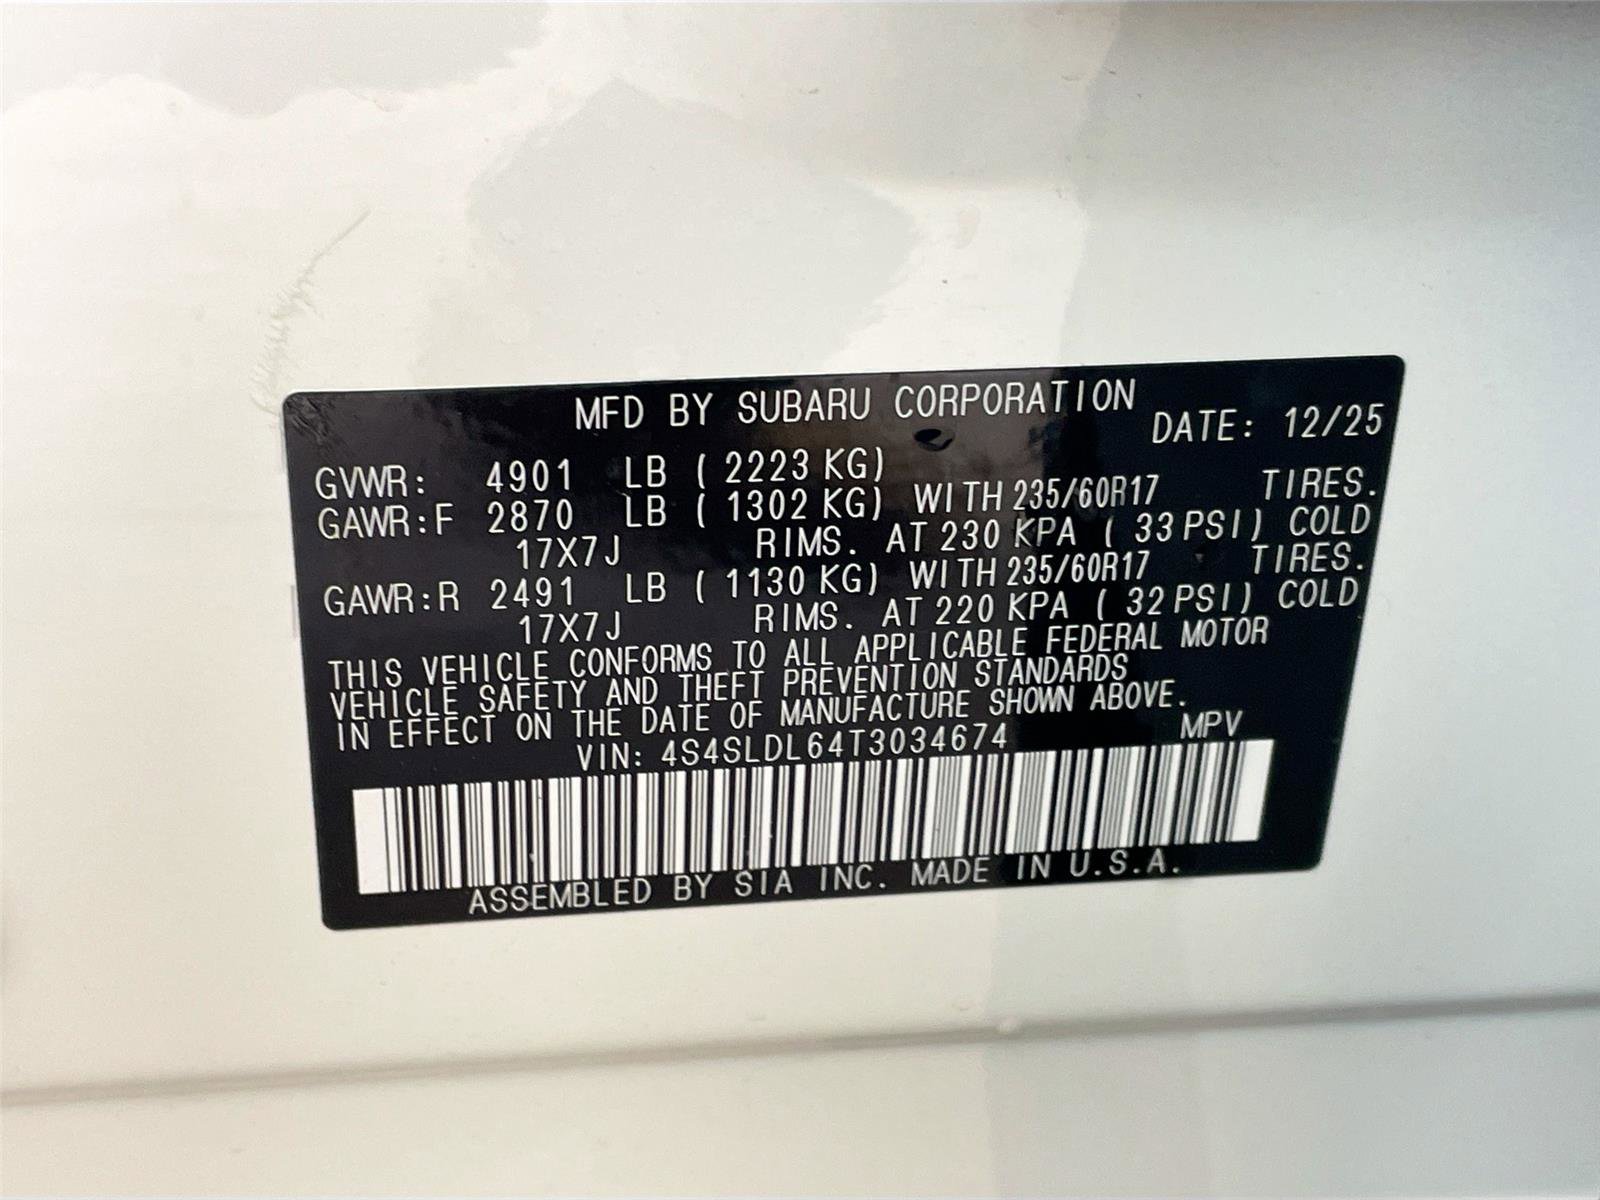 MFD BY SUBARU CORPORATION DATE: 12/25
GVWR: 4901 LB ( 2223 KG)
GAWR:F 2870 LB ( 1302 KG) WITH 235/60R17 TIRES.
17X7J RIMS. AT 230 KPA ( 33 PSI) COLD
GAWR:R 2491 LB ( 1130 KG) WITH 235/60R17 TIRES.
17X7J RIMS. AT 220 KPA ( 32 PSI) COLD
THIS VEHICLE CONFORMS TO ALL APPLICABLE FEDERAL MOTOR
VEHICLE SAFETY AND THEFT PREVENTION STANDARDS
IN EFFECT ON THE DATE OF MANUFACTURE SHOWN ABOVE.
VIN: 4S4SLDL64T3034674 MPV
ASSEMBLED BY SIA INC. MADE IN U.S.A.